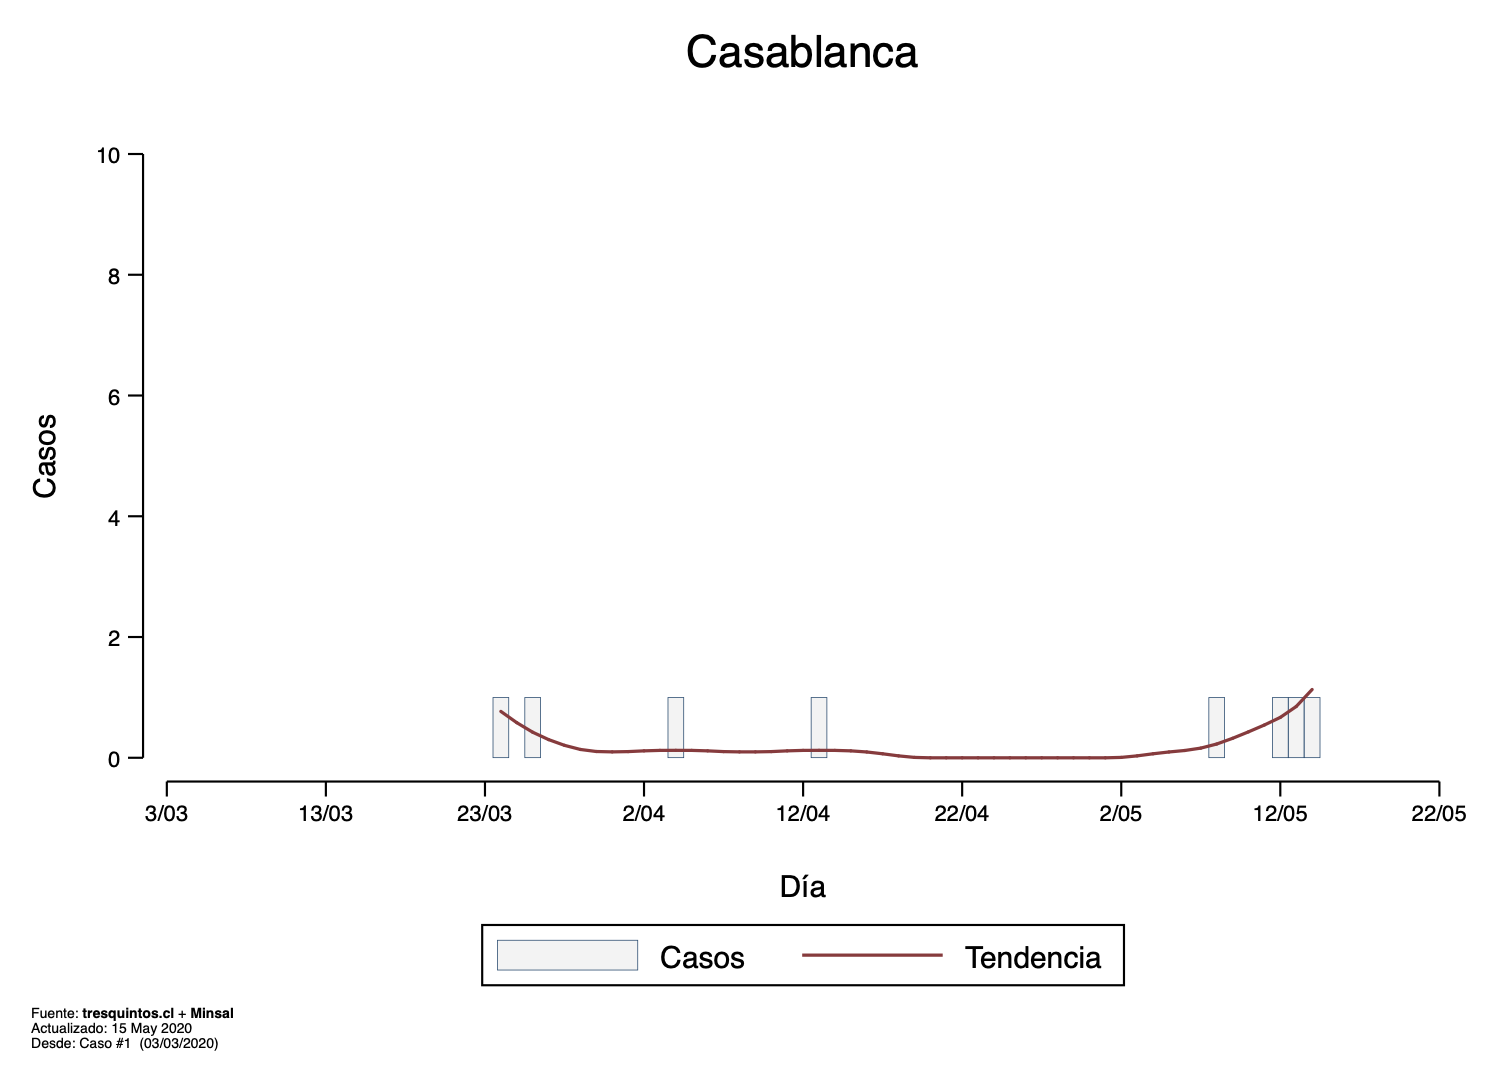 Casablanca
10
8
6
4
2
0
Casos
3/03 13/03 23/03 2/04 12/04 22/04 2/05 12/05 22/05
Día
Casos Tendencia
Fuente: tresquintos.cl + Minsal
Actualizado: 15 May 2020
Desde: Caso #1 (03/03/2020)